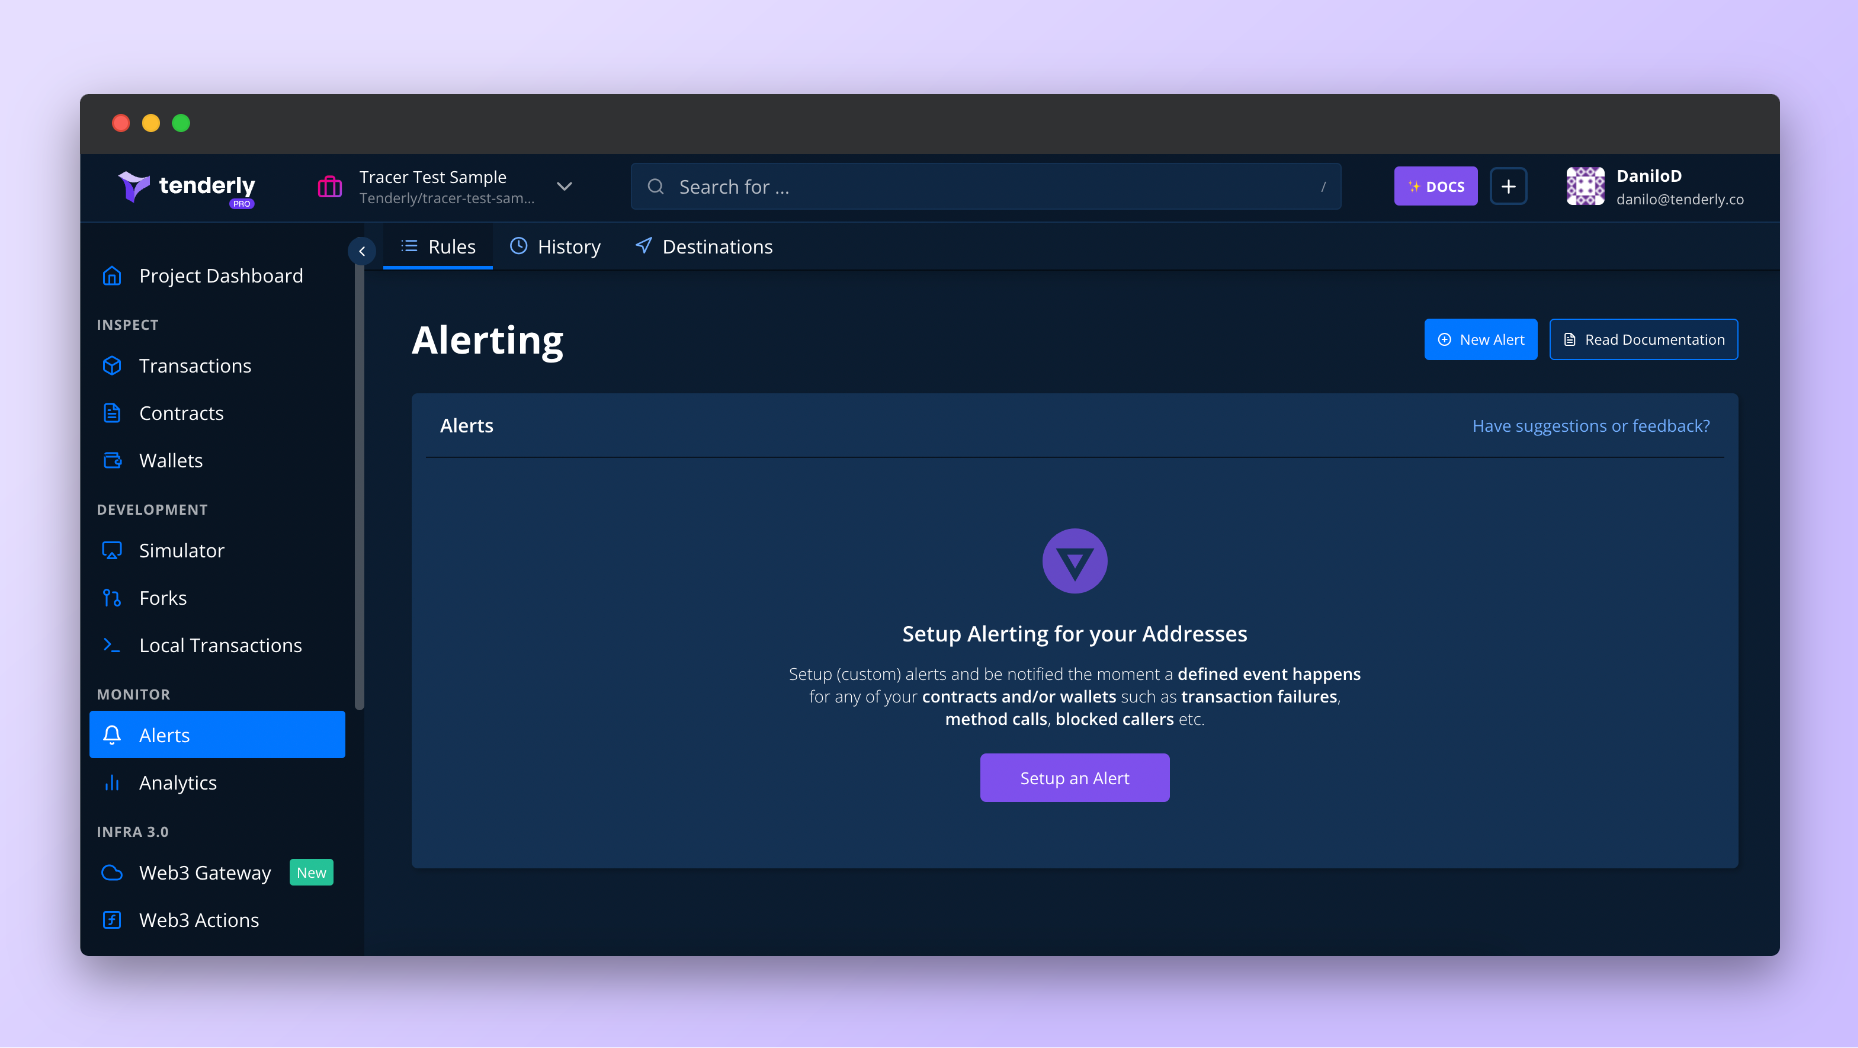 tenderly
PRO
Tracer Test Sample
Tenderly/tracer-test-sam...
Search for ...
/
✨ DOCS
+
DaniloD
danilo@tenderly.co
Rules
History
Destinations
Project Dashboard
INSPECT
Transactions
Contracts
Wallets
DEVELOPMENT
Simulator
Forks
Local Transactions
MONITOR
Alerts
Analytics
INFRA 3.0
Web3 Gateway New
Web3 Actions
Alerting
New Alert
Read Documentation
Alerts
Have suggestions or feedback?
Setup Alerting for your Addresses
Setup (custom) alerts and be notified the moment a defined event happens
for any of your contracts and/or wallets such as transaction failures,
method calls, blocked callers etc.
Setup an Alert